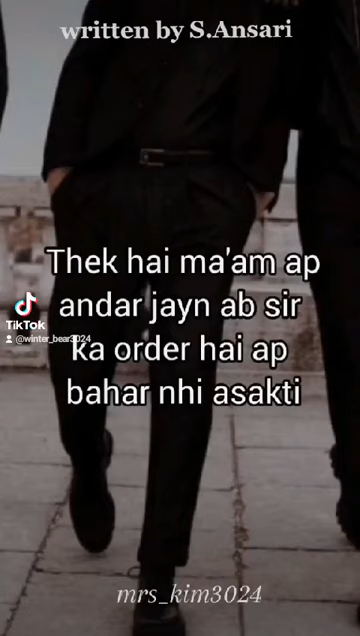 written by S.Ansari
Thek hai ma'am ap
andar jayn ab sir
ka order hai ap
bahar nhi asakti
TikTok
@winter_bear3024
mrs_kim3024